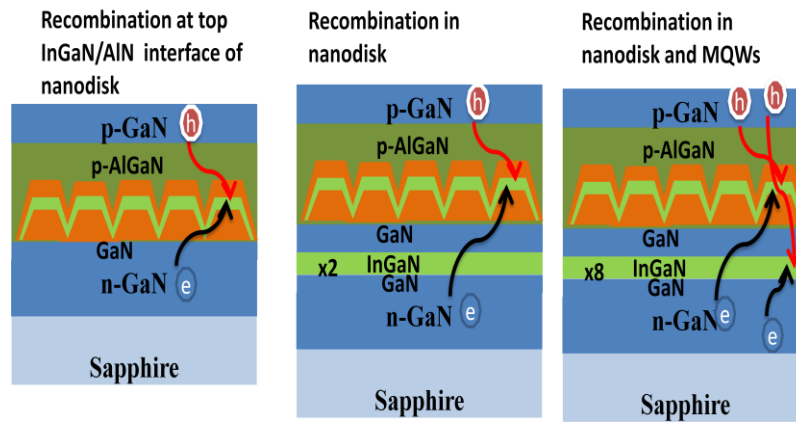 Recombination at top
InGaN/AlN interface of
nanodisk
p-GaN
h
p-AlGaN
GaN
n-GaN
e
Sapphire
Recombination in
nanodisk
p-GaN
h
p-AlGaN
GaN
x2
InGaN
GaN
n-GaN
e
Sapphire
Recombination in
nanodisk and MQWs
p-GaN
h
h
p-AlGaN
GaN
x8
InGaN
GaN
n-GaN
e
e
Sapphire